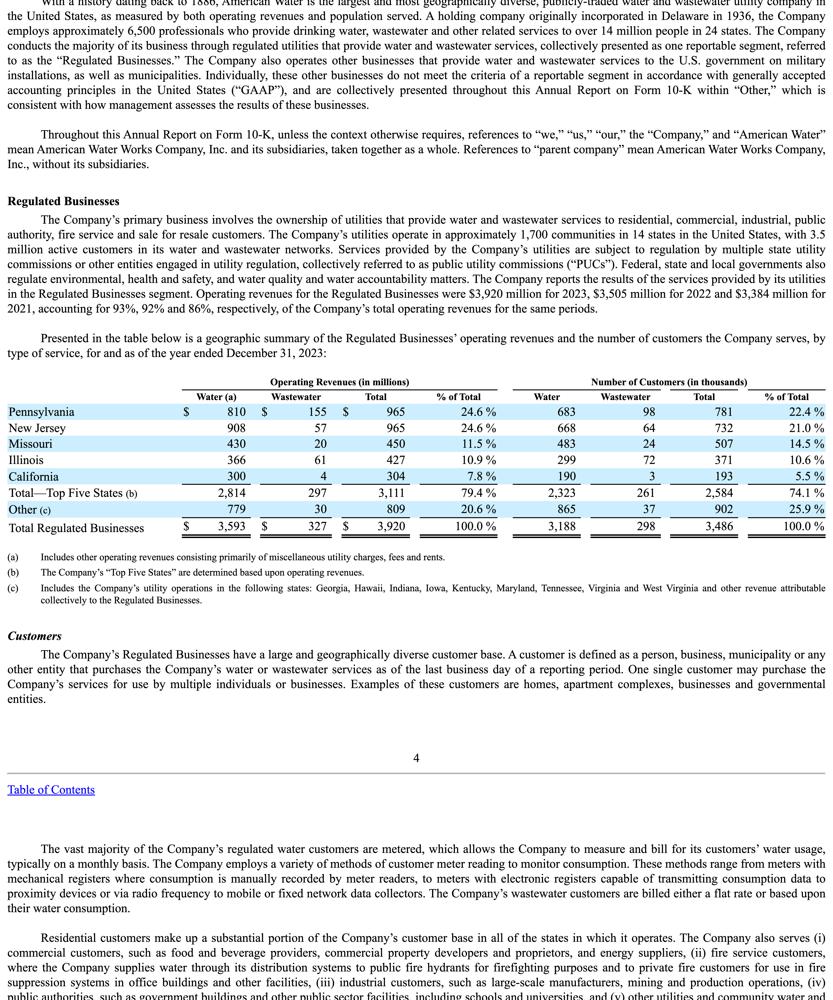 With a history dating back to 1886, American Water is the largest and most geographically diverse, publicly-traded water and wastewater utility company in
the United States, as measured by both operating revenues and population served. A holding company originally incorporated in Delaware in 1936, the Company
employs approximately 6,500 professionals who provide drinking water, wastewater and other related services to over 14 million people in 24 states. The Company
conducts the majority of its business through regulated utilities that provide water and wastewater services, collectively presented as one reportable segment, referred
to as the “Regulated Businesses.” The Company also operates other businesses that provide water and wastewater services to the U.S. government on military
installations, as well as municipalities. Individually, these other businesses do not meet the criteria of a reportable segment in accordance with generally accepted
accounting principles in the United States (“GAAP”), and are collectively presented throughout this Annual Report on Form 10-K within “Other,” which is
consistent with how management assesses the results of these businesses.
Throughout this Annual Report on Form 10-K, unless the context otherwise requires, references to “we,” “us,” “our,” the “Company,” and “American Water”
mean American Water Works Company, Inc. and its subsidiaries, taken together as a whole. References to “parent company” mean American Water Works Company,
Inc., without its subsidiaries.
Regulated Businesses
The Company’s primary business involves the ownership of utilities that provide water and wastewater services to residential, commercial, industrial, public
authority, fire service and sale for resale customers. The Company’s utilities operate in approximately 1,700 communities in 14 states in the United States, with 3.5
million active customers in its water and wastewater networks. Services provided by the Company’s utilities are subject to regulation by multiple state utility
commissions or other entities engaged in utility regulation, collectively referred to as public utility commissions (“PUCs”). Federal, state and local governments also
regulate environmental, health and safety, and water quality and water accountability matters. The Company reports the results of the services provided by its utilities
in the Regulated Businesses segment. Operating revenues for the Regulated Businesses were $3,920 million for 2023, $3,505 million for 2022 and $3,384 million for
2021, accounting for 93%, 92% and 86%, respectively, of the Company’s total operating revenues for the same periods.
Presented in the table below is a geographic summary of the Regulated Businesses’ operating revenues and the number of customers the Company serves, by
type of service, for and as of the year ended December 31, 2023:
Operating Revenues (in millions) Number of Customers (in thousands)
Water (a) Wastewater Total % of Total Water Wastewater Total % of Total
Pennsylvania $ 810 $ 155 $ 965 24.6 % 683 98 781 22.4 %
New Jersey 908 57 965 24.6 % 668 64 732 21.0 %
Missouri 430 20 450 11.5 % 483 24 507 14.5 %
Illinois 366 61 427 10.9 % 299 72 371 10.6 %
California 300 4 304 7.8 % 190 3 193 5.5 %
Total—Top Five States (b) 2,814 297 3,111 79.4 % 2,323 261 2,584 74.1 %
Other (c) 779 30 809 20.6 % 865 37 902 25.9 %
Total Regulated Businesses $ 3,593 $ 327 $ 3,920 100.0 % 3,188 298 3,486 100.0 %
(a) Includes other operating revenues consisting primarily of miscellaneous utility charges, fees and rents.
(b) The Company’s “Top Five States” are determined based upon operating revenues.
(c) Includes the Company’s utility operations in the following states: Georgia, Hawaii, Indiana, Iowa, Kentucky, Maryland, Tennessee, Virginia and West Virginia and other revenue attributable
collectively to the Regulated Businesses.
Customers
The Company’s Regulated Businesses have a large and geographically diverse customer base. A customer is defined as a person, business, municipality or any
other entity that purchases the Company’s water or wastewater services as of the last business day of a reporting period. One single customer may purchase the
Company’s services for use by multiple individuals or businesses. Examples of these customers are homes, apartment complexes, businesses and governmental
entities.
4
Table of Contents
The vast majority of the Company’s regulated water customers are metered, which allows the Company to measure and bill for its customers’ water usage,
typically on a monthly basis. The Company employs a variety of methods of customer meter reading to monitor consumption. These methods range from meters with
mechanical registers where consumption is manually recorded by meter readers, to meters with electronic registers capable of transmitting consumption data to
proximity devices or via radio frequency to mobile or fixed network data collectors. The Company’s wastewater customers are billed either a flat rate or based upon
their water consumption.
Residential customers make up a substantial portion of the Company’s customer base in all of the states in which it operates. The Company also serves (i)
commercial customers, such as food and beverage providers, commercial property developers and proprietors, and energy suppliers, (ii) fire service customers,
where the Company supplies water through its distribution systems to public fire hydrants for firefighting purposes and to private fire customers for use in fire
suppression systems in office buildings and other facilities, (iii) industrial customers, such as large-scale manufacturers, mining and production operations, (iv)
public authorities, such as government buildings and other public sector facilities, including schools and universities, and (v) other utilities and community water and